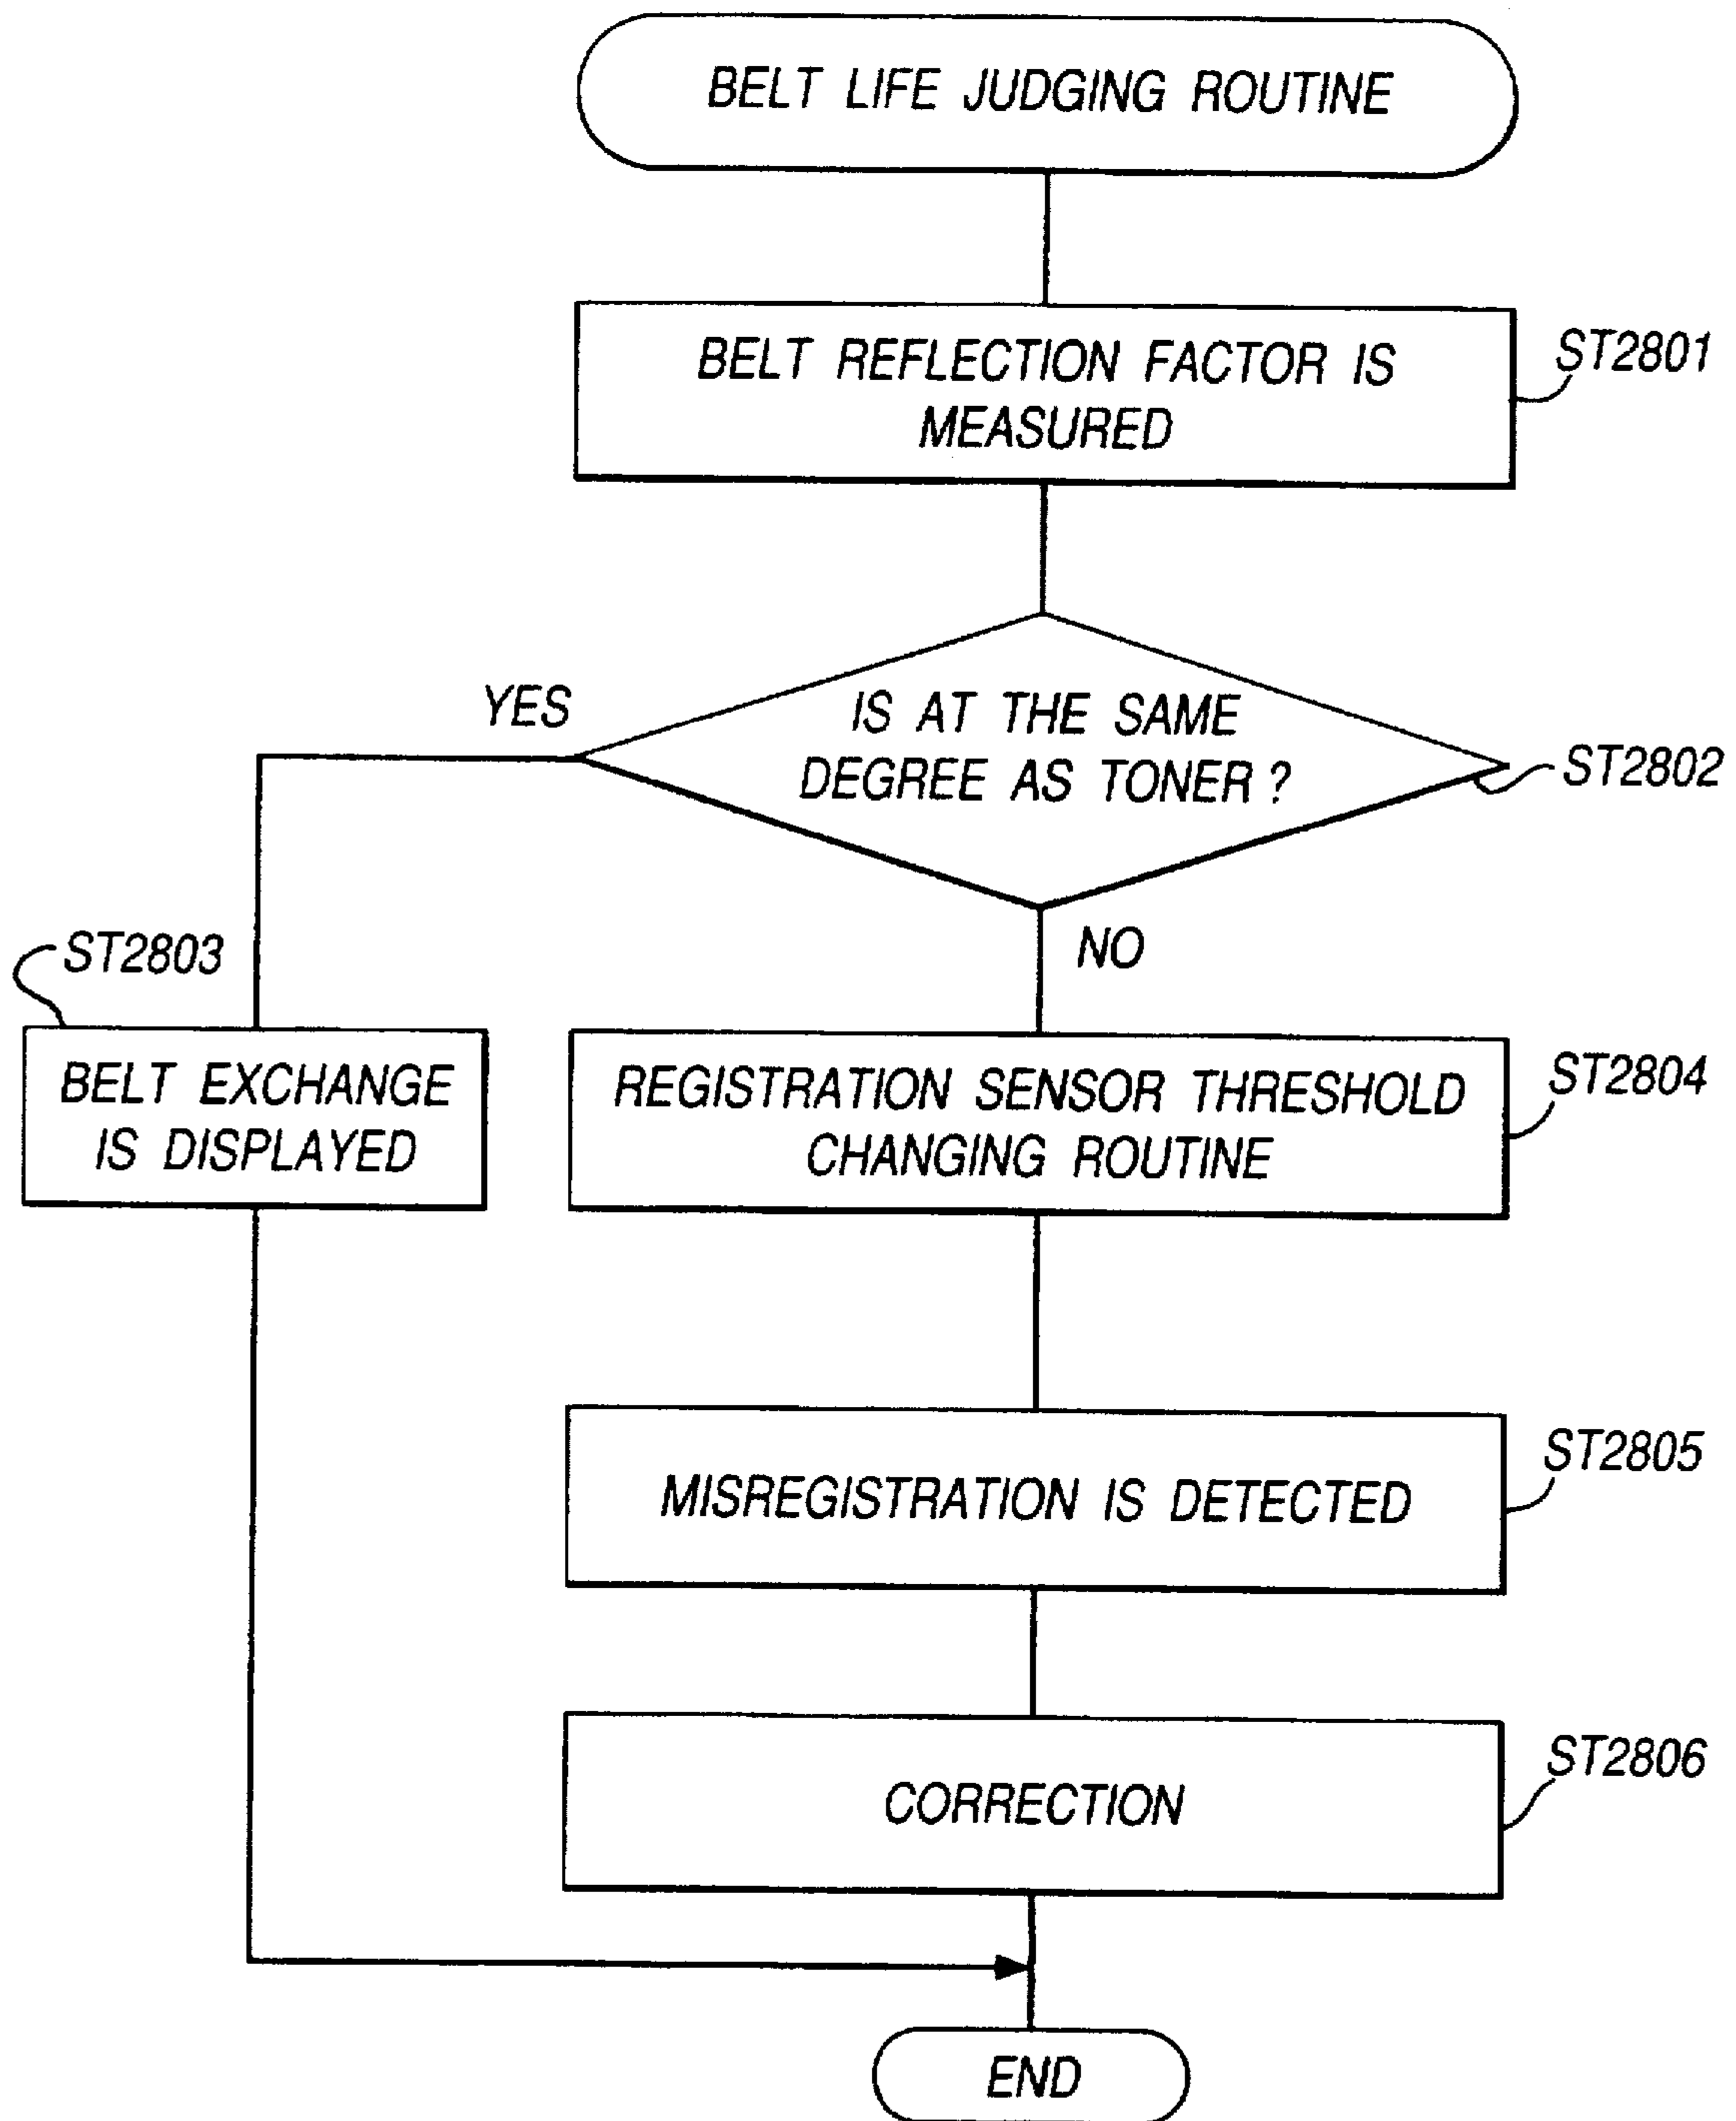 BELT LIFE JUDGING ROUTINE
BELT REFLECTION FACTOR IS
MEASURED
ST2801
IS AT THE SAME
DEGREE AS TONER?
ST2802
YES
NO
ST2803
BELT EXCHANGE
IS DISPLAYED
REGISTRATION SENSOR THRESHOLD
CHANGING ROUTINE
ST2804
MISREGISTRATION IS DETECTED
ST2805
CORRECTION
ST2806
END